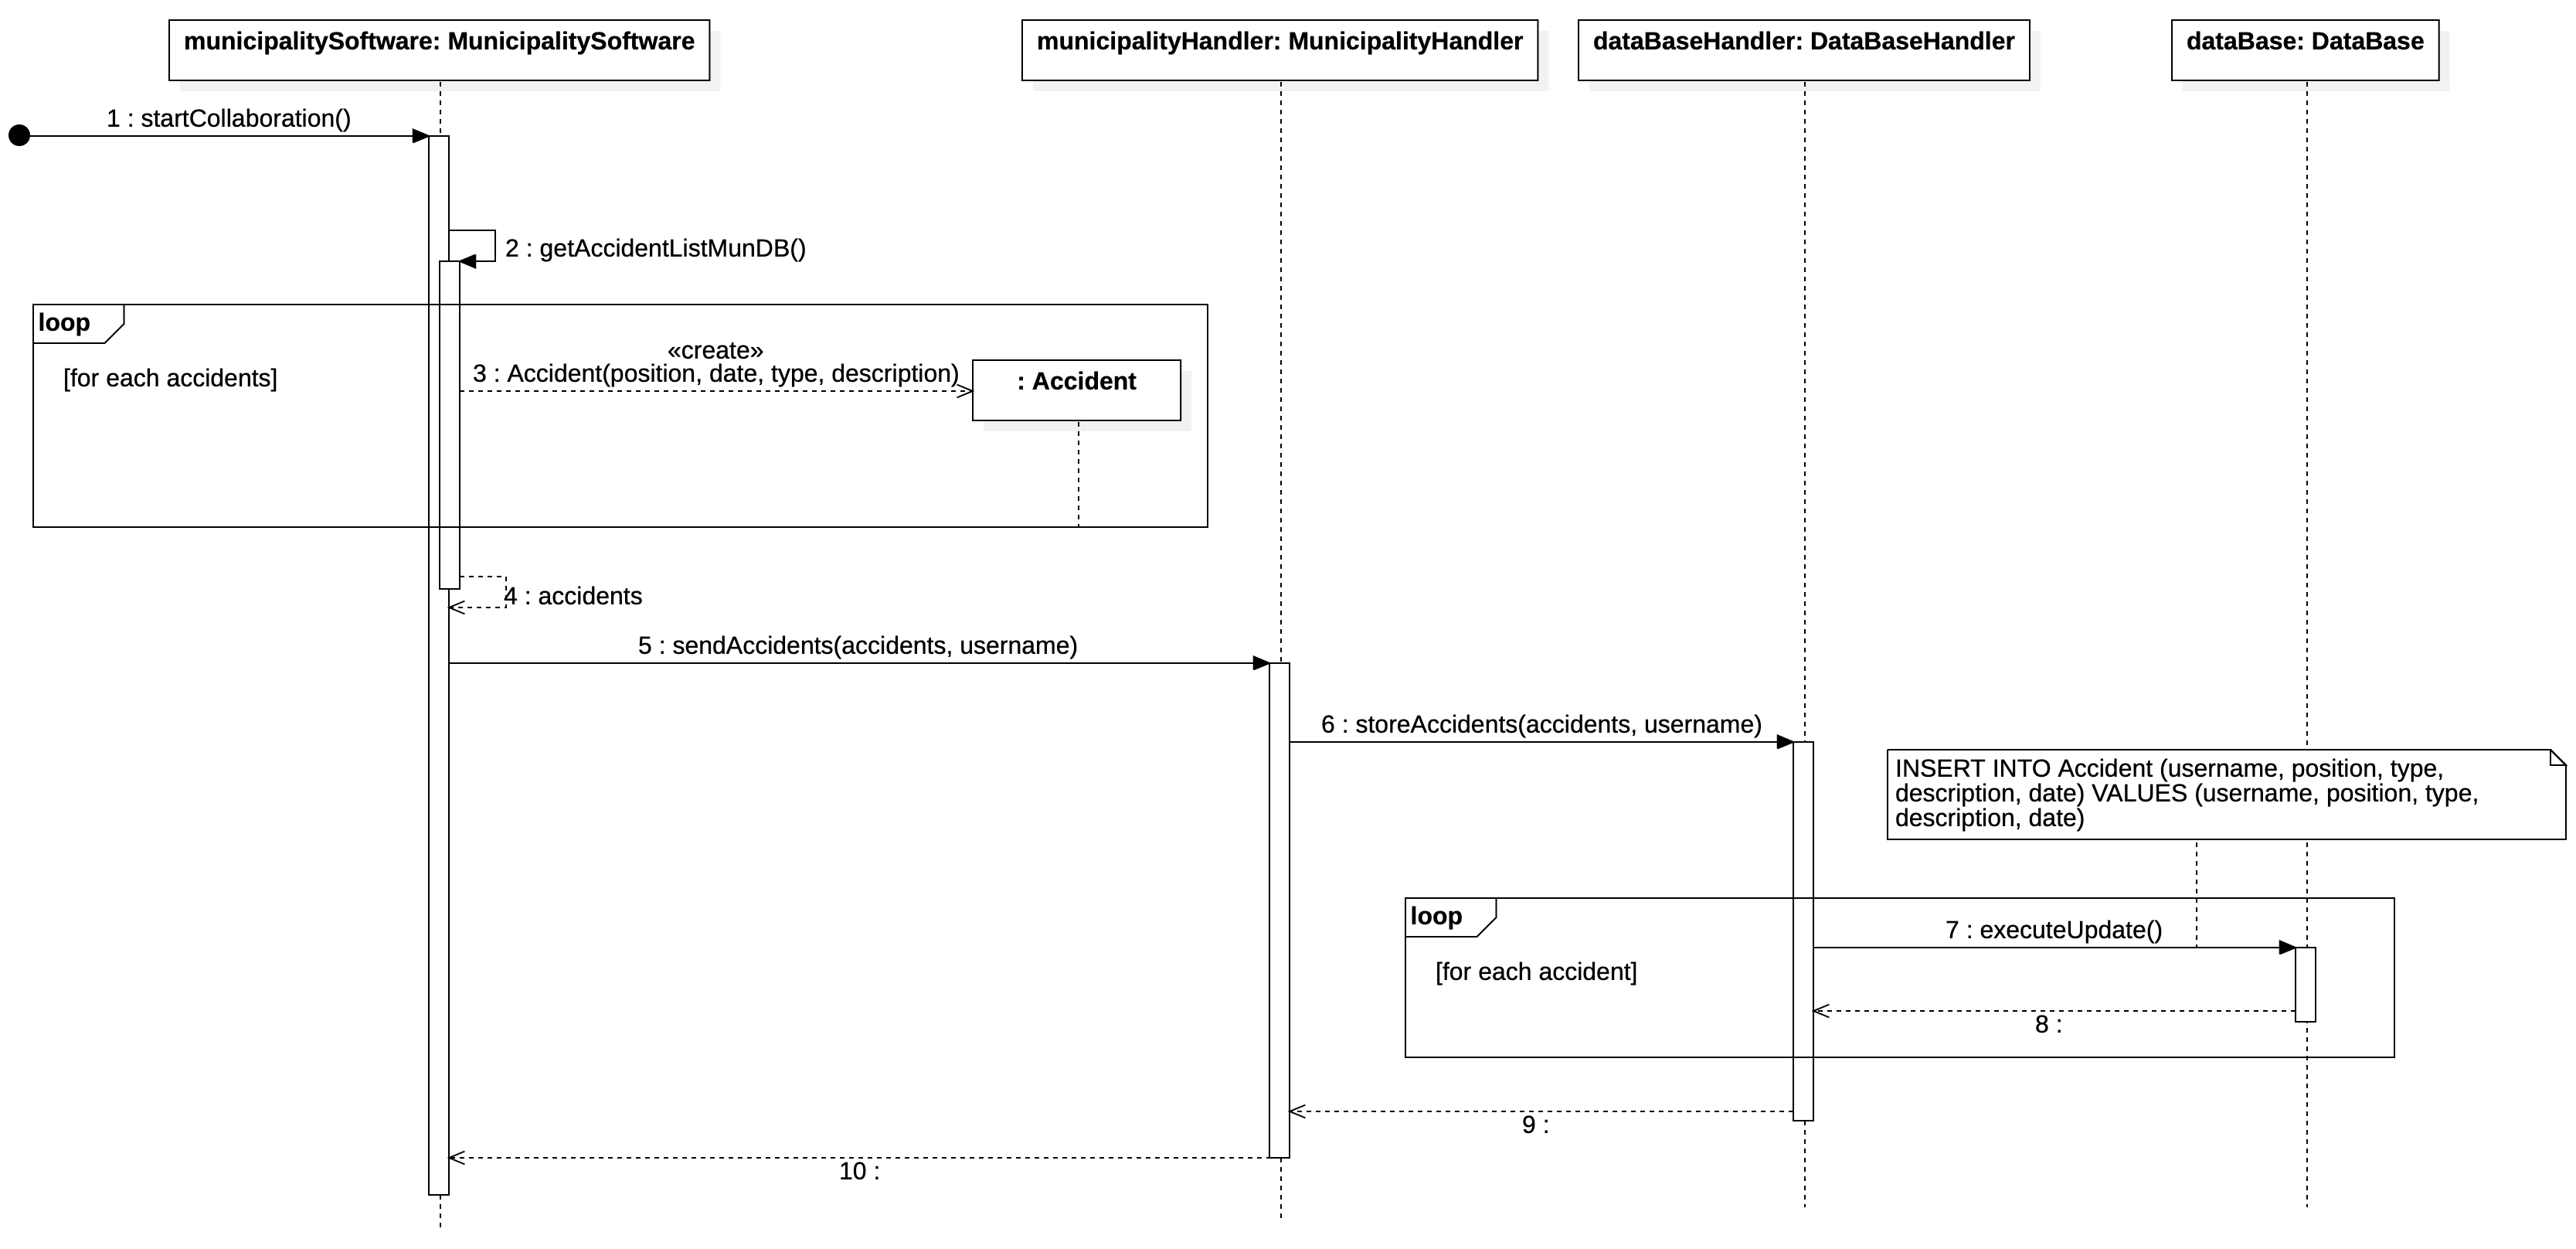 municipalitySoftware: MunicipalitySoftware
municipalityHandler: MunicipalityHandler
dataBaseHandler: DataBaseHandler
dataBase: DataBase
1 : startCollaboration()
2 : getAccidentListMunDB()
loop
[for each accidents]
«create»
3 : Accident(position, date, type, description)
: Accident
4 : accidents
5 : sendAccidents(accidents, username)
6 : storeAccidents(accidents, username)
INSERT INTO Accident (username, position, type,
description, date) VALUES (username, position, type,
description, date)
loop
[for each accident]
7 : executeUpdate()
8 :
9 :
10 :